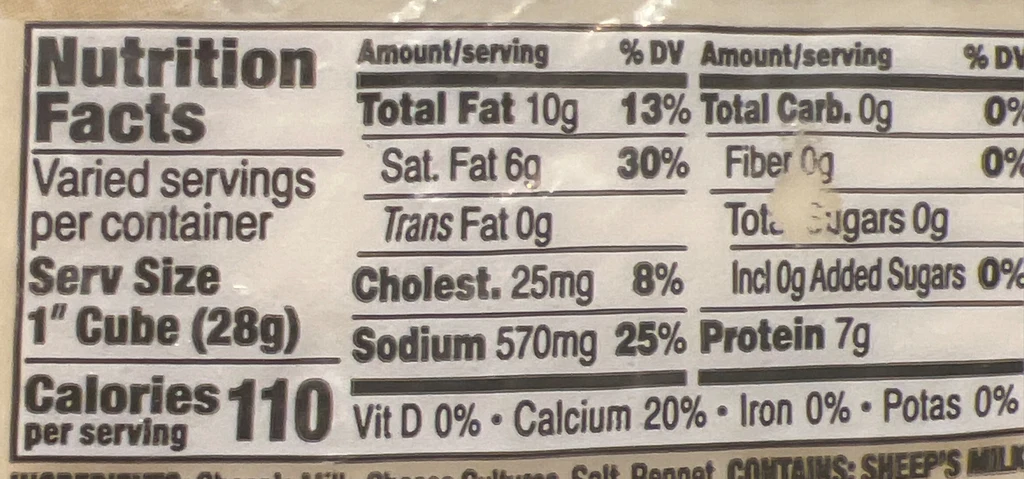 Nutrition
Facts
Varied servings
per container
Serv Size
1" Cube (28g)
Calories 110
per serving
Amount/serving % DV
Total Fat 10g 13%
Sat. Fat 6g 30%
Trans Fat 0g
Cholest. 25mg 8%
Sodium 570mg 25%
Amount/serving % DV
Total Carb. 0g 0%
Fiber 0g 0%
Sugars 0g
Incl 0g Added Sugars 0%
Protein 7g
Vit D 0% • Calcium 20% • Iron 0% • Potas 0%
Salt, Rennet. CONTAINS: SHEEP'S MILK